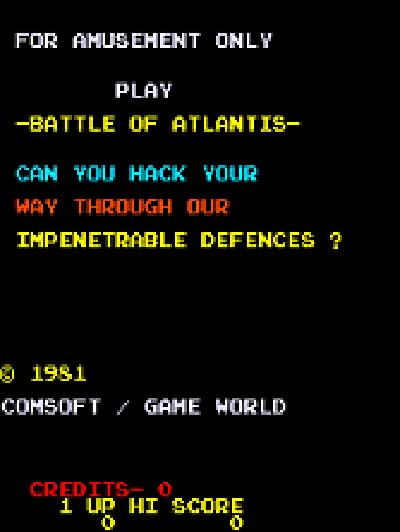 FOR AMUSEMENT ONLY
PLAY
-BATTLE OF ATLANTIS-
CAN YOU HACK YOUR
WAY THROUGH OUR
IMPENETRABLE DEFENCES ?
© 1981
COMSOFT / GAME WORLD
CREDITS- 0
1 UP HI SCORE
0 0